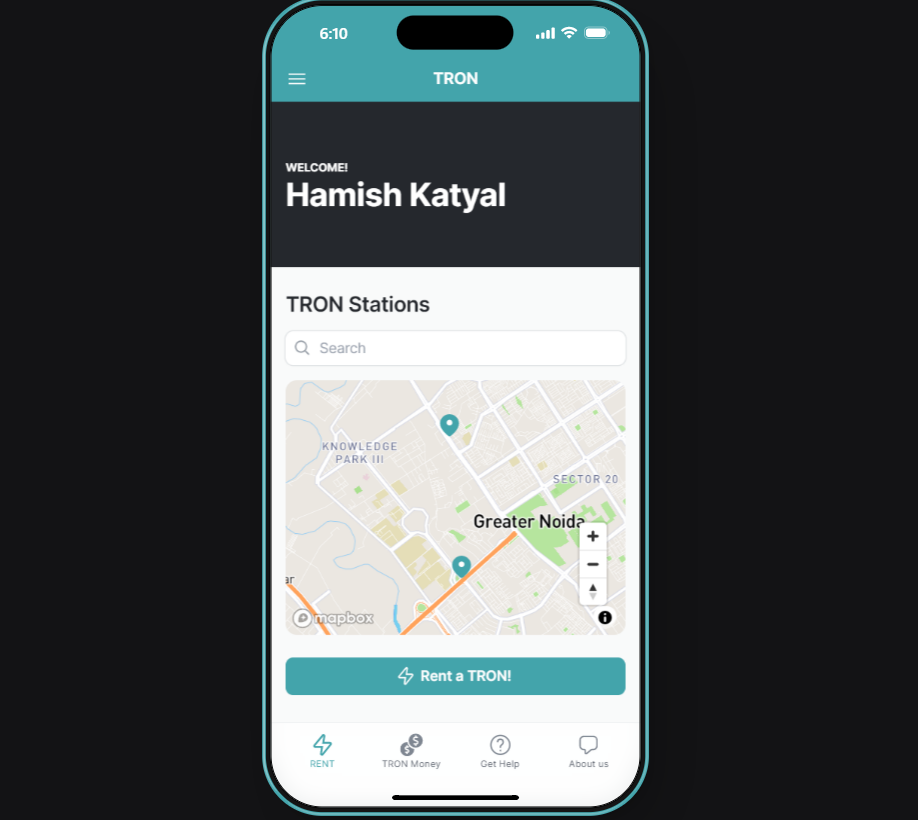 6:10
TRON
WELCOME!
Hamish Katyal
TRON Stations
Search
KNOWLEDGE
PARK III
SECTOR 20
Greater Noida
ar
mapbox
Rent a TRON!
RENT
TRON Money
Get Help
About us